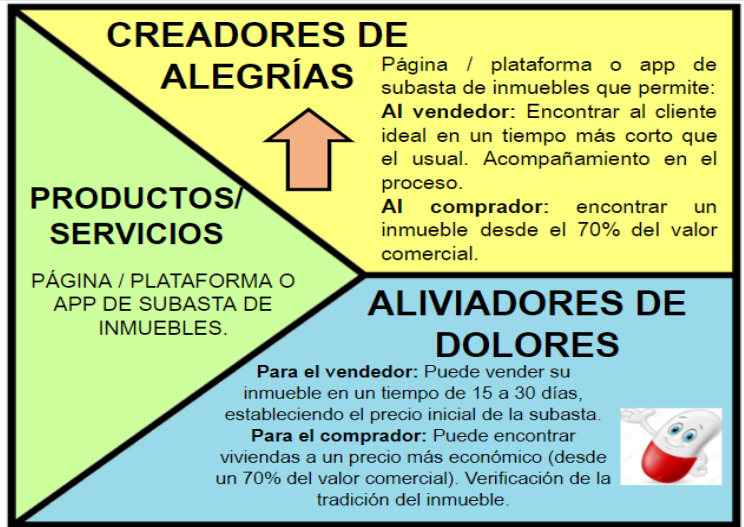 CREADORES DE
ALEGRÍAS
Página / plataforma o app de
subasta de inmuebles que permite:
Al vendedor: Encontrar al cliente
ideal en un tiempo más corto que
el usual. Acompañamiento en el
proceso.
Al comprador: encontrar un
inmueble desde el 70% del valor
comercial.
PRODUCTOS/
SERVICIOS
PÁGINA / PLATAFORMA O
APP DE SUBASTA DE
INMUEBLES.
ALIVIADORES DE
DOLORES
Para el vendedor: Puede vender su
inmueble en un tiempo de 15 a 30 días,
estableciendo el precio inicial de la subasta.
Para el comprador: Puede encontrar
viviendas a un precio más económico (desde
un 70% del valor comercial). Verificación de la
tradición del inmueble.